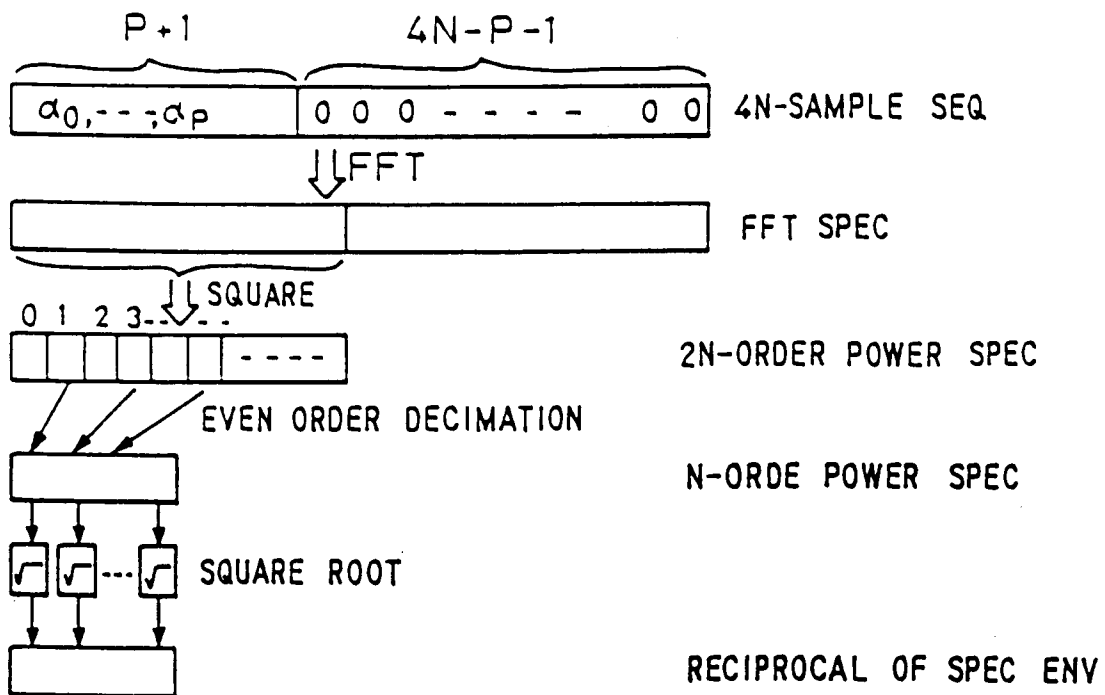 P+1 4N-P-1
α0,---,αP 0 0 0 - - - - 0 0 4N-SAMPLE SEQ
FFT
FFT SPEC
SQUARE
0 1 2 3-----
---- 2N-ORDER POWER SPEC
EVEN ORDER DECIMATION
N-ORDE POWER SPEC
√ √ --- √ SQUARE ROOT
RECIPROCAL OF SPEC ENV